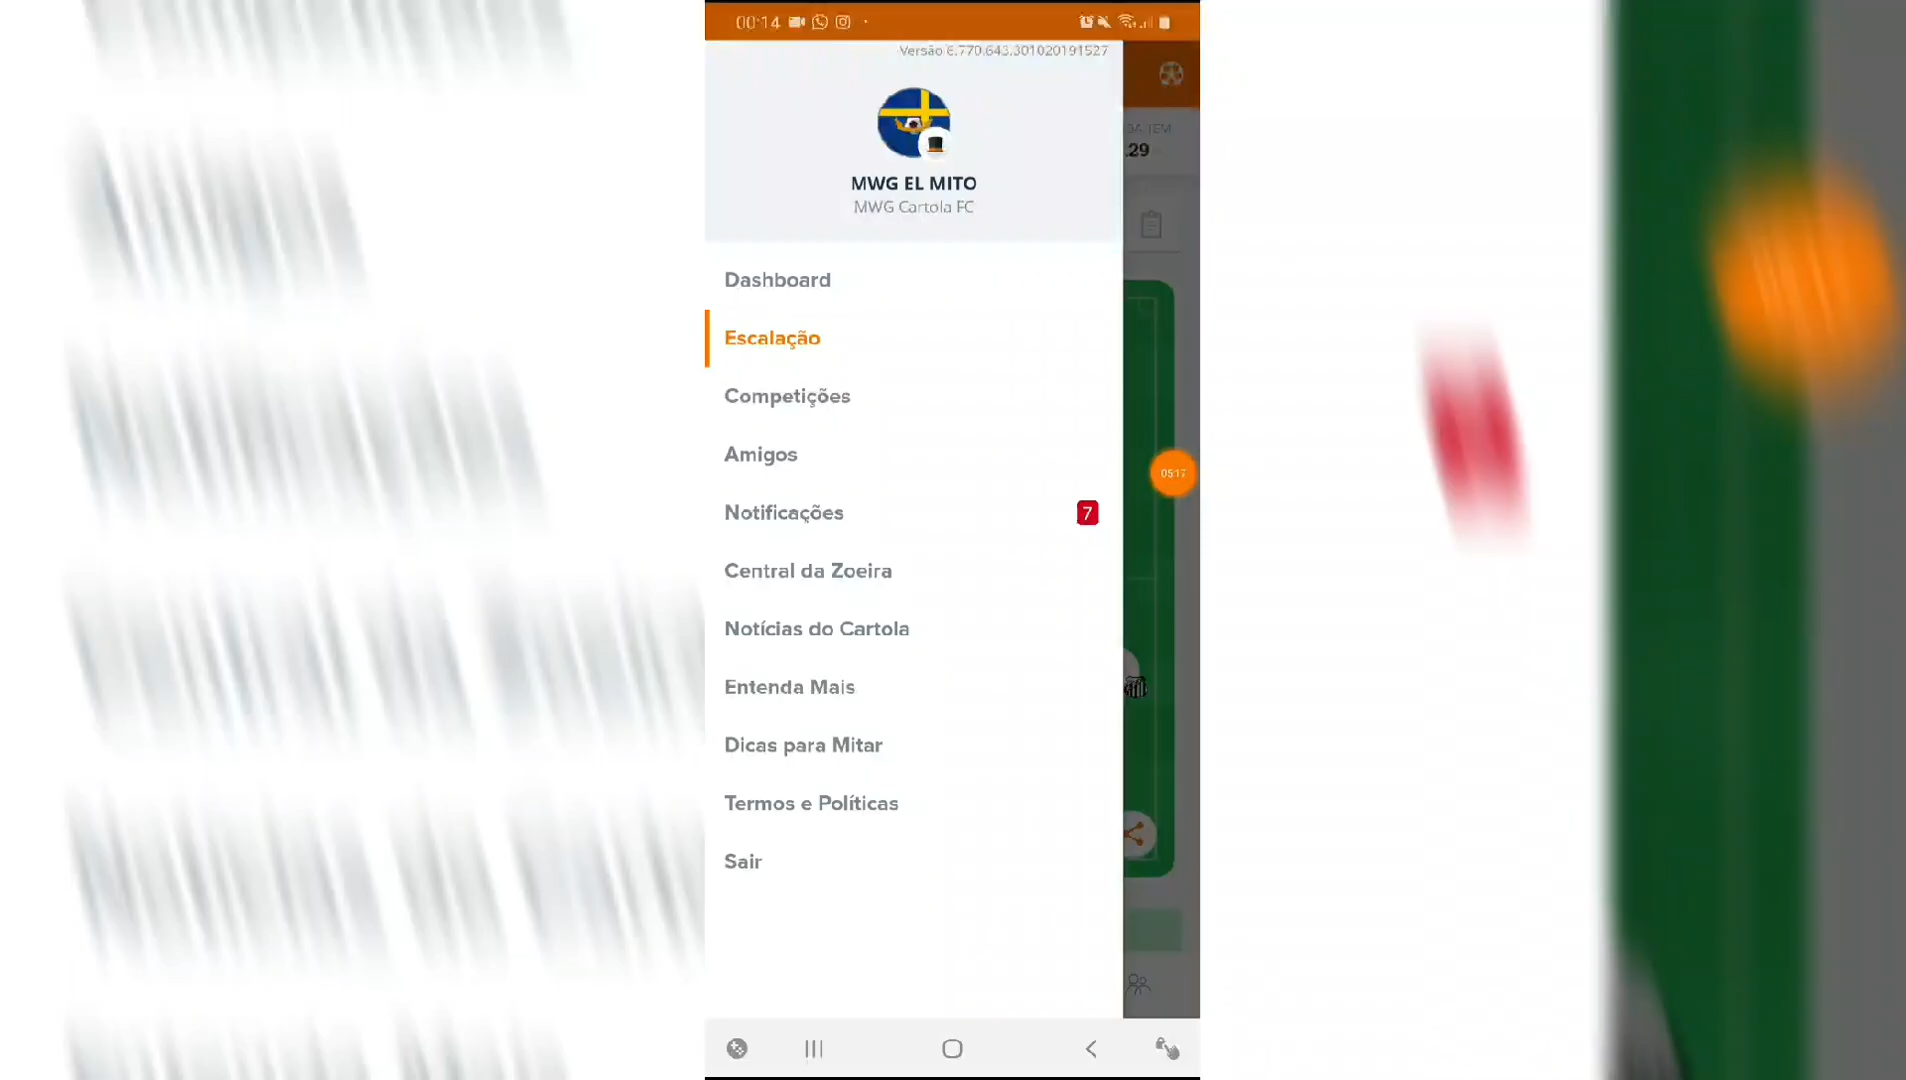 00:14
Versão 6.770.643.301020191527
MWG EL MITO
MWG Cartola FC
.29
Dashboard
Escalação
Competições
Amigos
05:17
Notificações 7
Central da Zoeira
Notícias do Cartola
Entenda Mais
Dicas para Mitar
Termos e Políticas
Sair